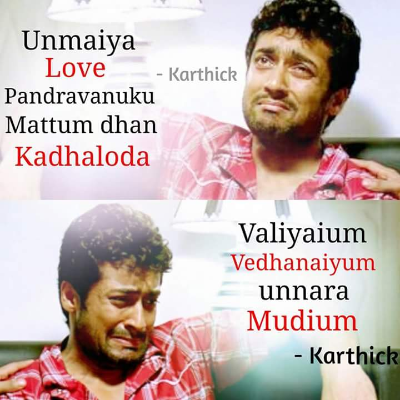 Unmaiya
Love
- Karthick
Pandravanuku
Mattum dhan
Kadhaloda
Valiyaium
Vedhanaiyum
unnara
Mudium
- Karthick